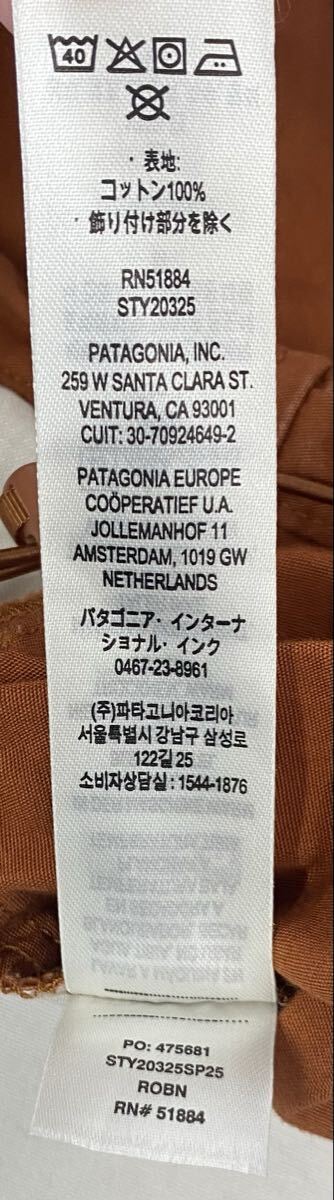 40
・表地:
コットン100%
・飾り付け部分を除く
RN51884
STY20325
PATAGONIA, INC.
259 W SANTA CLARA ST.
VENTURA, CA 93001
CUIT: 30-70924649-2
PATAGONIA EUROPE
COÖPERATIEF U.A.
JOLLEMANHOF 11
AMSTERDAM, 1019 GW
NETHERLANDS
パタゴニア・インターナ
ショナル・インク
0467-23-8961
(주)파타고니아코리아
서울특별시 강남구 삼성로
122길 25
소비자상담실 : 1544-1876
PO: 475681
STY20325SP25
ROBN
RN# 51884